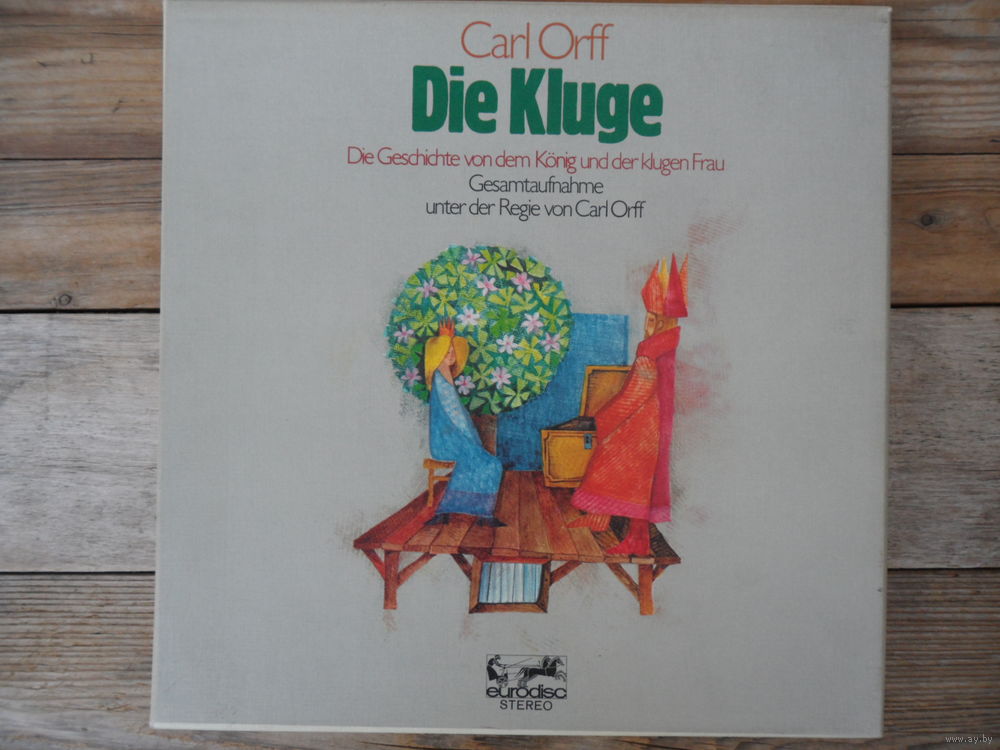 Carl Orff
Die Kluge
Die Geschichte von dem König und der klugen Frau
Gesamtaufnahme
unter der Regie von Carl Orff
eurodisc
STEREO
www.ay.by